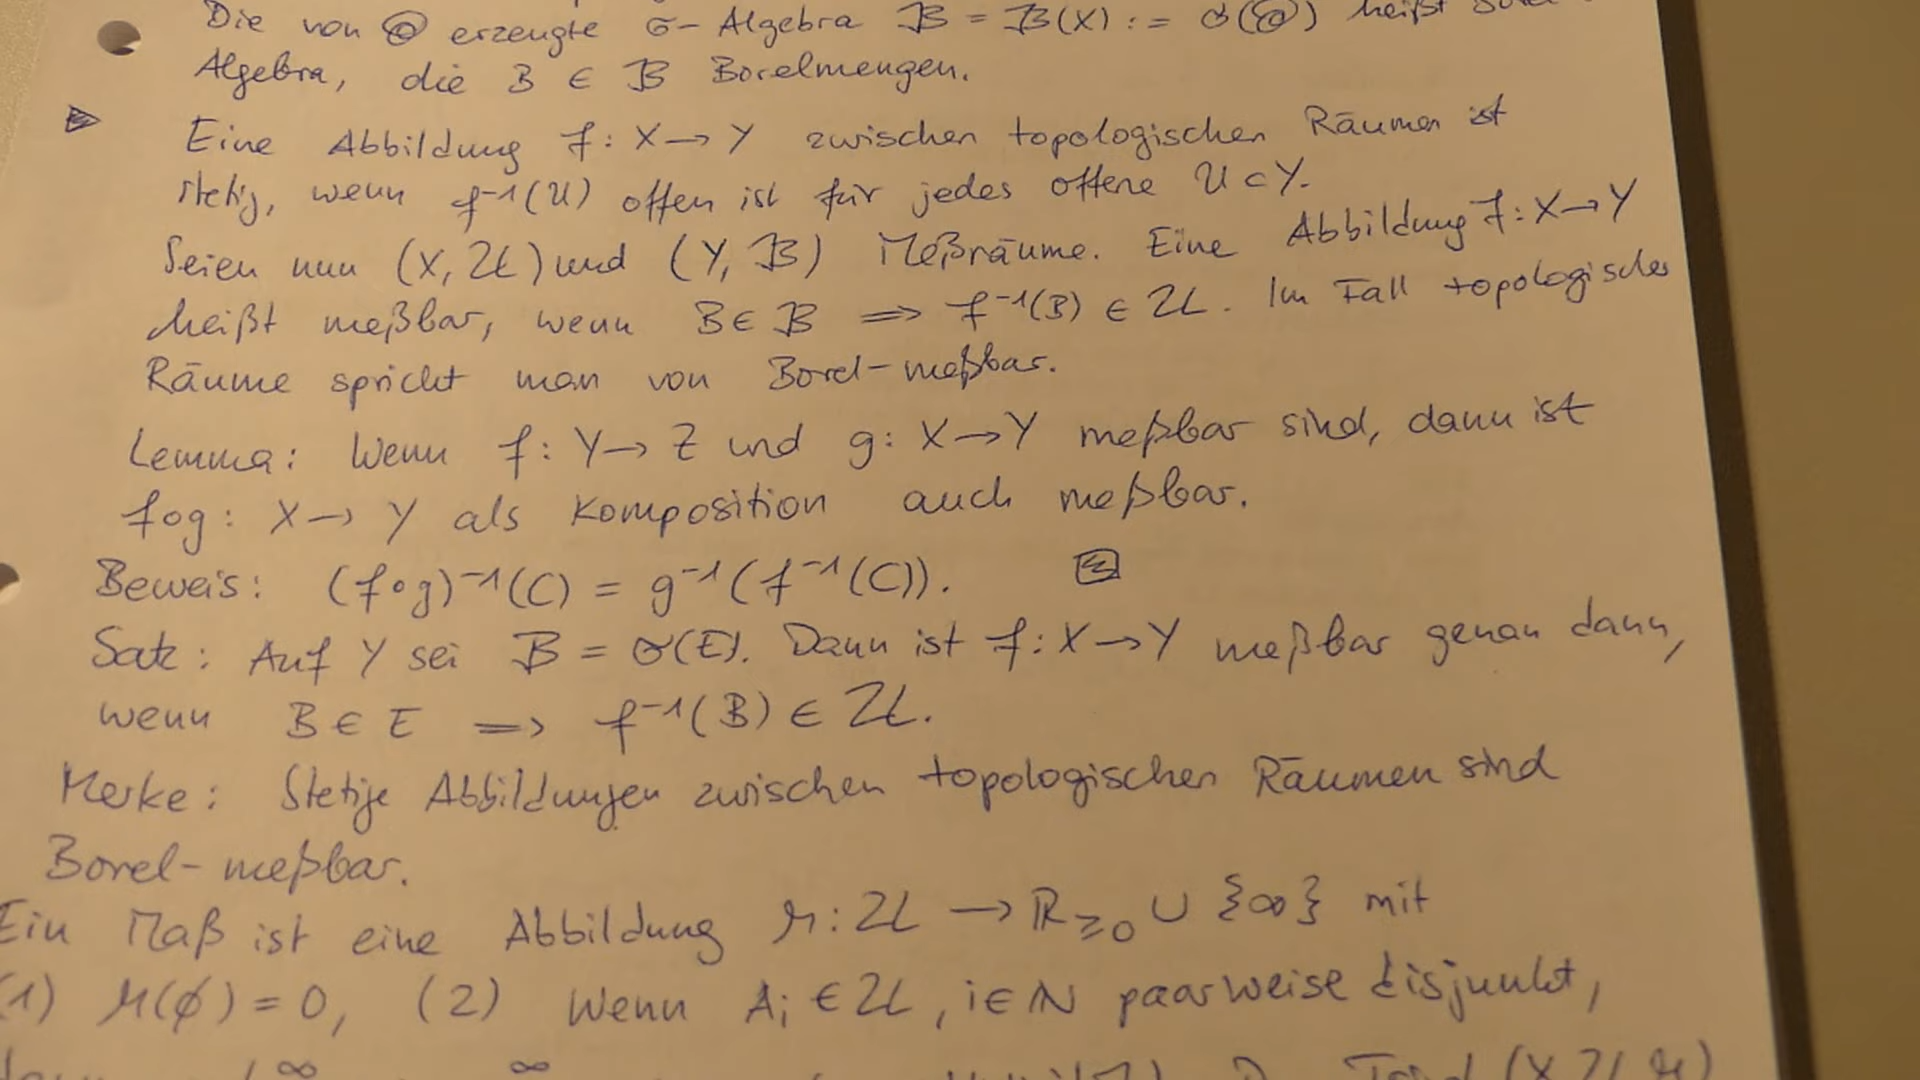 Die von 𝒪 erzeugte σ-Algebra ℬ = ℬ(X) := σ(𝒪) heißt
Algebra, die B ∈ ℬ Borelmengen.
Eine Abbildung f: X → Y zwischen topologischen Räumen ist
stetig, wenn f⁻¹(U) offen ist für jedes offene U ⊂ Y.
Seien nun (X, 𝔄) und (Y, ℬ) Meßräume. Eine Abbildung f: X → Y
heißt meßbar, wenn B ∈ ℬ ⟹ f⁻¹(B) ∈ 𝔄. Im Fall topologischer
Räume spricht man von Borel-meßbar.
Lemma: Wenn f: Y → Z und g: X → Y meßbar sind, dann ist
f∘g: X → Y als Komposition auch meßbar.
Beweis: (f∘g)⁻¹(C) = g⁻¹(f⁻¹(C)).
Satz: Auf Y sei ℬ = σ(E). Dann ist f: X → Y meßbar genau dann,
wenn B ∈ E ⟹ f⁻¹(B) ∈ 𝔄.
Merke: Stetige Abbildungen zwischen topologischen Räumen sind
Borel-meßbar.
Ein Maß ist eine Abbildung μ: 𝔄 → ℝ≥0 ∪ {∞} mit
(1) μ(∅) = 0, (2) Wenn Aᵢ ∈ 𝔄, i ∈ ℕ paarweise disjunkt,